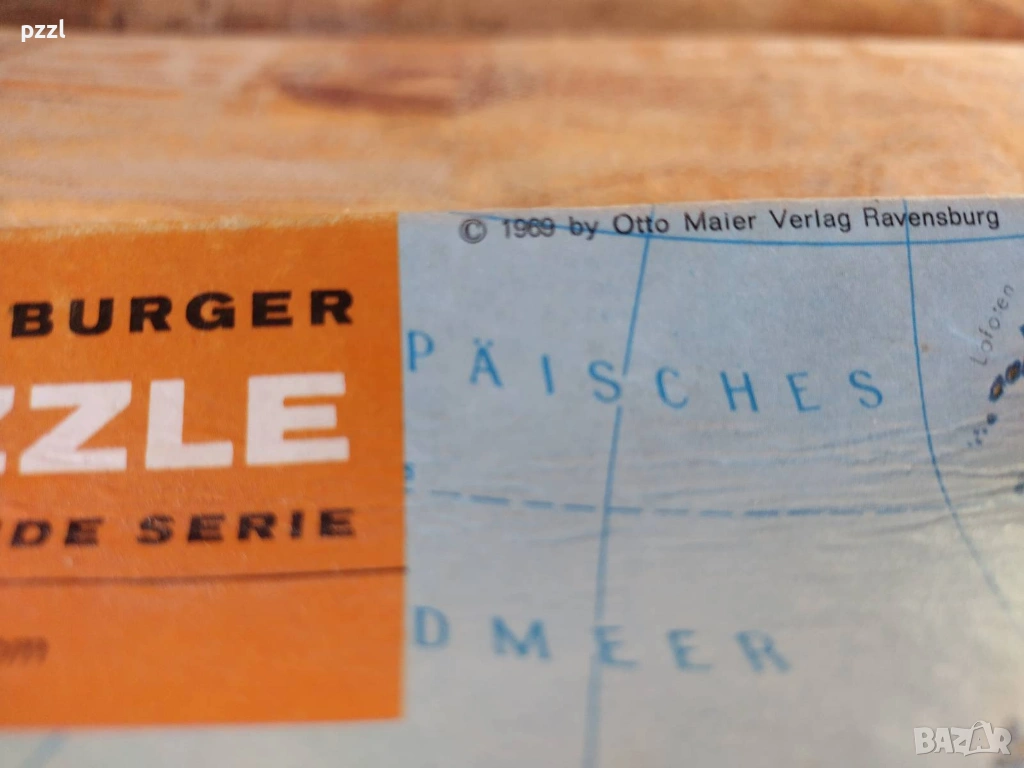 pzzl
© 1969 by Otto Maier Verlag Ravensburg
BURGER
ZZLE
DE SERIE
PÄISCHES
Lofoten
DMEER
BAZAR